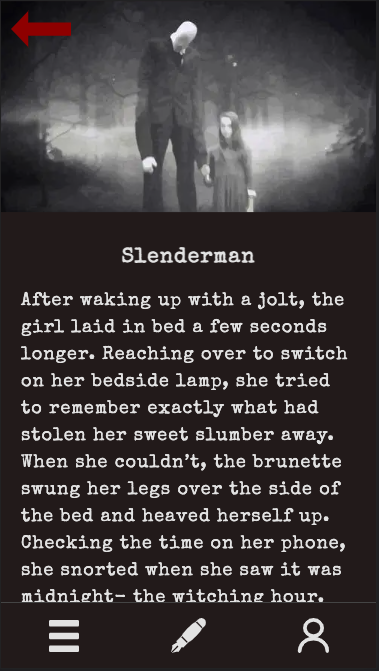 Slenderman
After waking up with a jolt, the
girl laid in bed a few seconds
longer. Reaching over to switch
on her bedside lamp, she tried
to remember exactly what had
stolen her sweet slumber away.
When she couldn’t, the brunette
swung her legs over the side of
the bed and heaved herself up.
Checking the time on her phone,
she snorted when she saw it was
midnight- the witching hour.